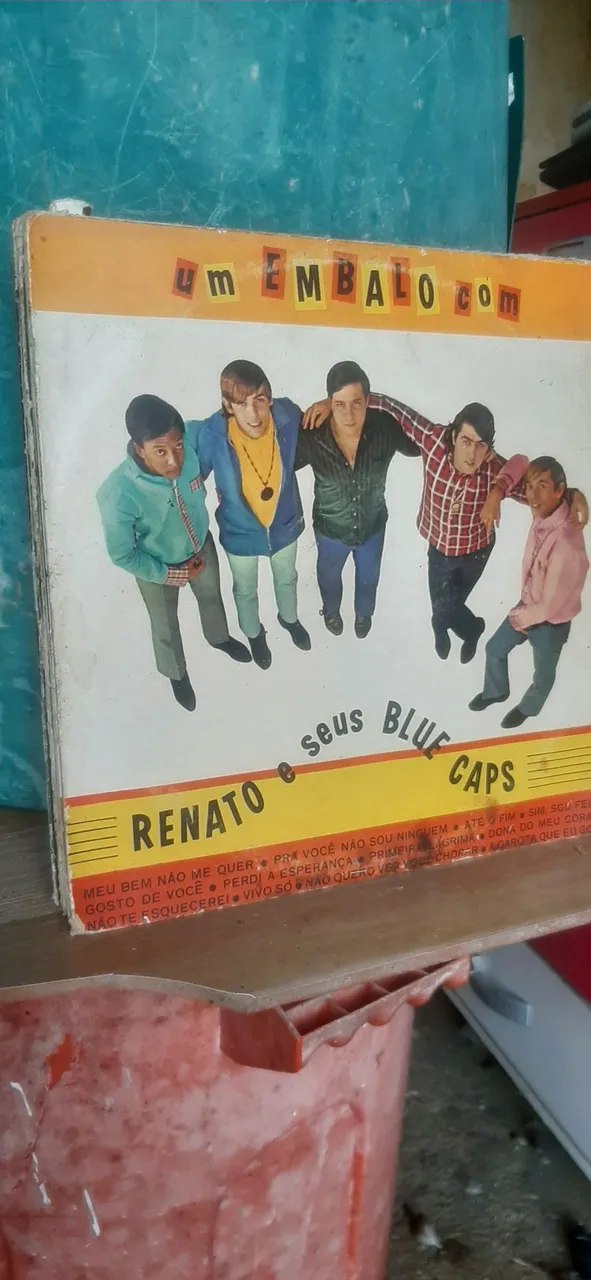 um EMBALO com
RENATO e seus BLUE CAPS
MEU BEM NÃO ME QUER • PRA VOCÊ NÃO SOU NINGUEM • ATÉ O FIM • SIM, SOU FEL
GOSTO DE VOCÊ • PERDI A ESPERANÇA • PRIMEIRA LÁGRIMA • DONA DO MEU CORA
NÃO TE ESQUECEREI • VIVO SÓ • NÃO QUERO VER VOCÊ CHORAR • A GAROTA QUE EU GO